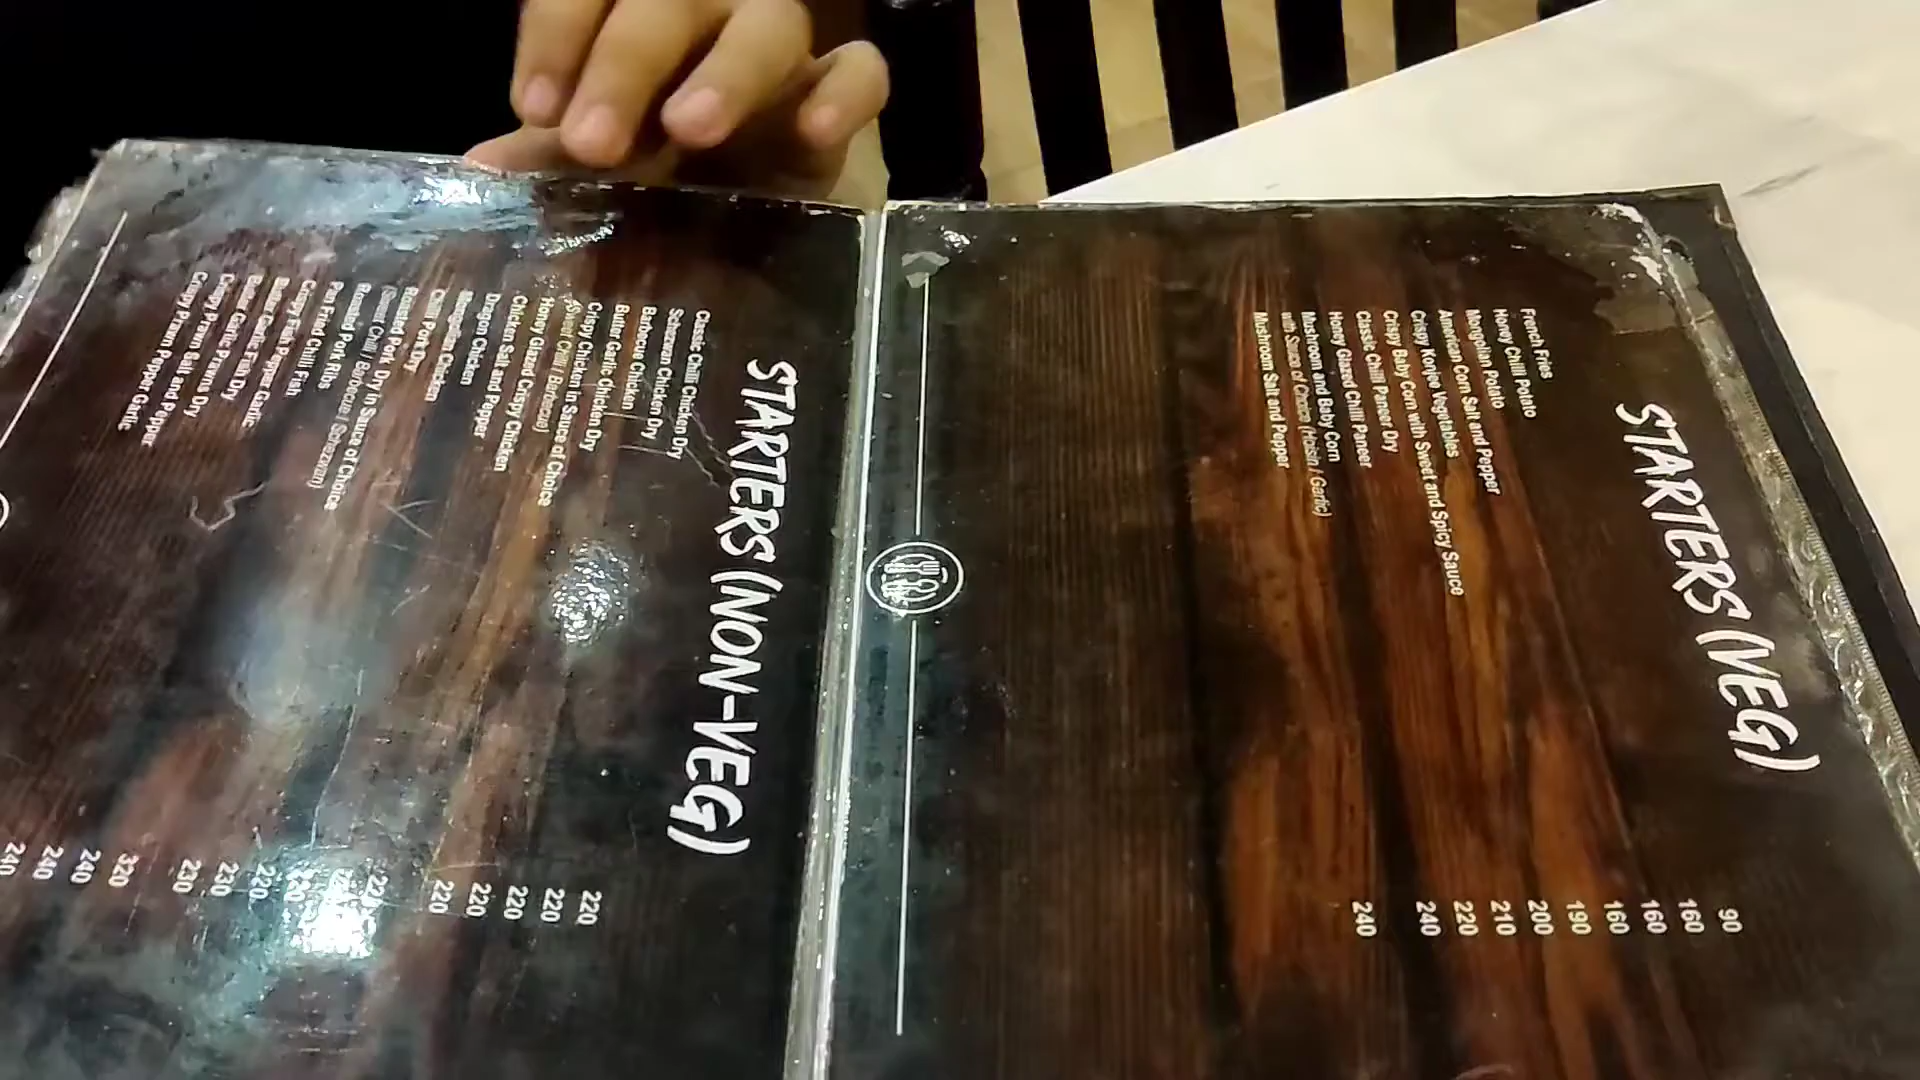 STARTERS (VEG)
French Fries 90
Honey Chilli Potato 160
Mongolian Potato 160
American Corn Salt and Pepper 160
Crispy Konjee Vegetables 190
Crispy Baby Corn with Sweet and Spicy Sauce 200
Classic Chilli Paneer Dry 210
Honey Glazed Chilli Paneer 220
Mushroom and Baby Corn 240
with Sauce of Choice (Hoisin / Garlic)
Mushroom Salt and Pepper 240
STARTERS (NON-VEG)
Classic Chilli Chicken Dry 220
Schezwan Chicken Dry 220
Barbecue Chicken Dry 220
Butter Garlic Chicken 220
Crispy Chicken Dry in Sauce of Choice 220
(Sweet Chilli / Barbecue)
Honey Glazed Crispy Chicken 220
Chicken Salt and Pepper
Dragon Chicken
Mongolian Chicken 220
Chilli Pork Dry 230
Roasted Pork Dry in Sauce of Choice 230
(Sweet Chilli / Barbecue / Schezwan)
Roasted Pork Ribs 320
Pan Fried Chilli Fish 240
Crispy Fish Pepper Garlic 240
Butter Garlic Fish Dry 240
Butter Garlic Prawns Dry
Crispy Prawn Salt and Pepper
Crispy Prawn Pepper Garlic